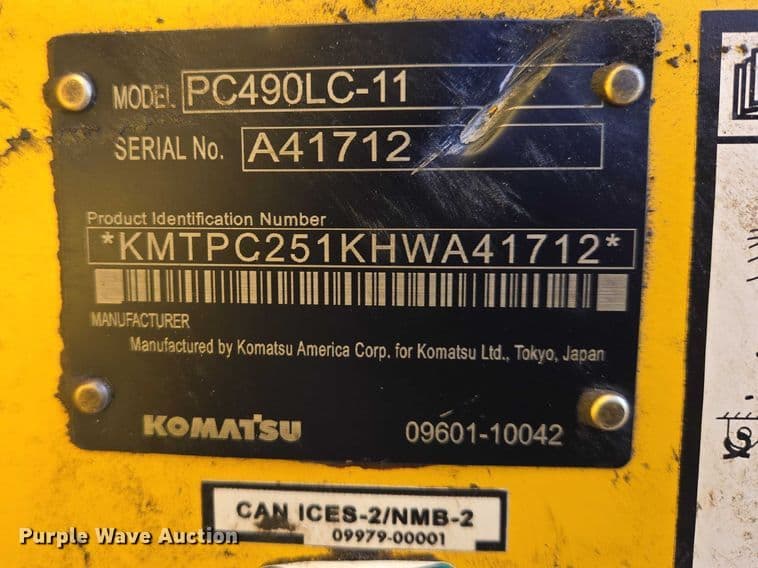 MODEL PC490LC-11
SERIAL No. A41712
Product Identification Number
*KMTPC251KHWA41712*
MANUFACTURER
Manufactured by Komatsu America Corp. for Komatsu Ltd., Tokyo, Japan
KOMATSU 09601-10042
CAN ICES-2/NMB-2
09979-00001
Purple Wave Auction